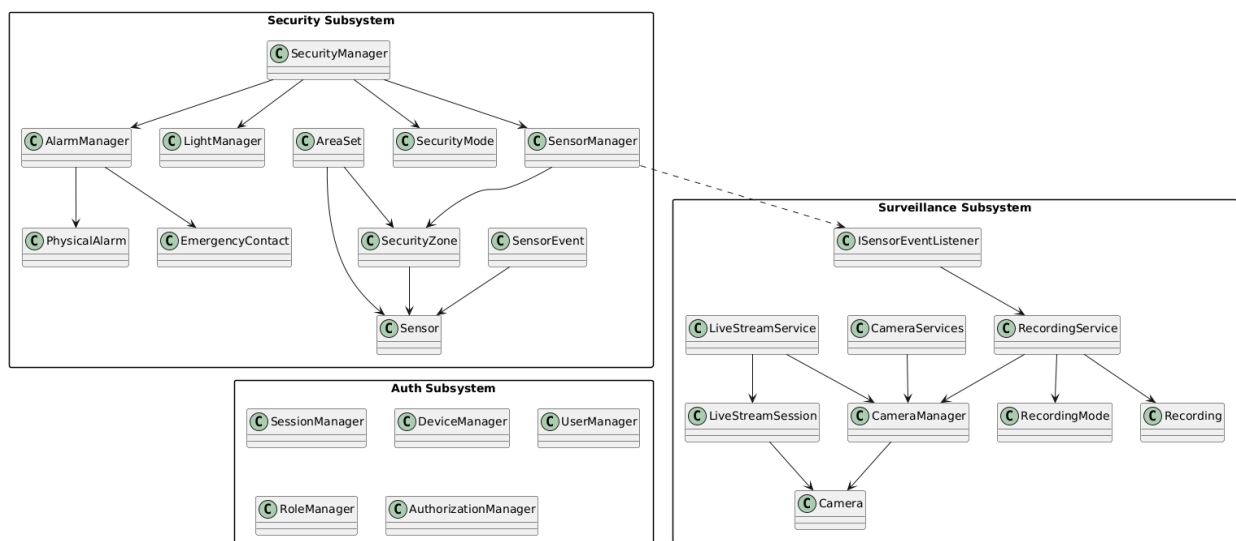 Security Subsystem
C SecurityManager
C AlarmManager
C LightManager
C AreaSet
C SecurityMode
C SensorManager
C PhysicalAlarm
C EmergencyContact
C SecurityZone
C SensorEvent
C Sensor
Surveillance Subsystem
C ISensorEventListener
C LiveStreamService
C CameraServices
C RecordingService
C LiveStreamSession
C CameraManager
C RecordingMode
C Recording
C Camera
Auth Subsystem
C SessionManager
C DeviceManager
C UserManager
C RoleManager
C AuthorizationManager